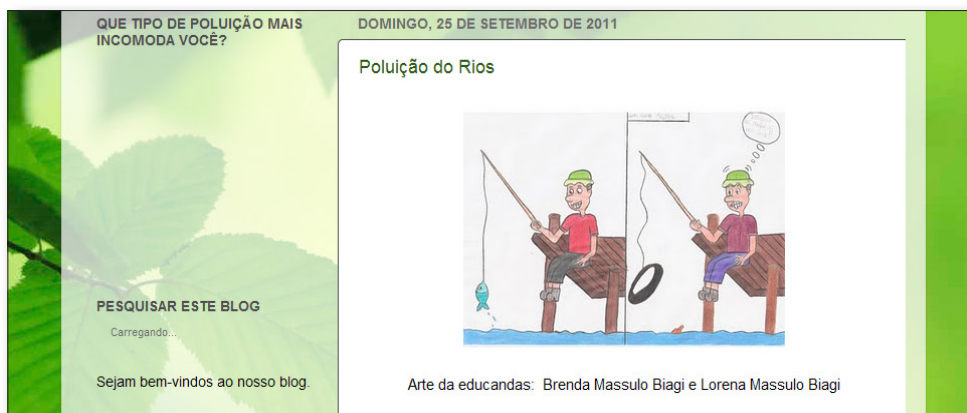 QUE TIPO DE POLUIÇÃO MAIS
INCOMODA VOCÊ?
PESQUISAR ESTE BLOG
Carregando...
Sejam bem-vindos ao nosso blog.
DOMINGO, 25 DE SETEMBRO DE 2011
Poluição do Rios
Arte da educandas: Brenda Massulo Biagi e Lorena Massulo Biagi